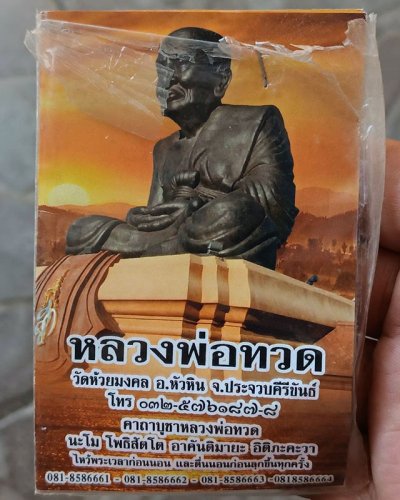 หลวงพ่อทวด
วัดห้วยมงคล อ.หัวหิน จ.ประจวบคีรีขันธ์
โทร ๐๓๒-๕๗๖๑๘๗-๘
คาถาบูชาหลวงพ่อทวด
นะโม โพธิสัตโต อาคันติมายะ อิติภะคะวา
ไหว้พระเวลาก่อนนอน และตื่นนอนก่อนลุกขึ้นทุกครั้ง
081-8586661 - 081-8586662 - 081-8586663 - 0818586664